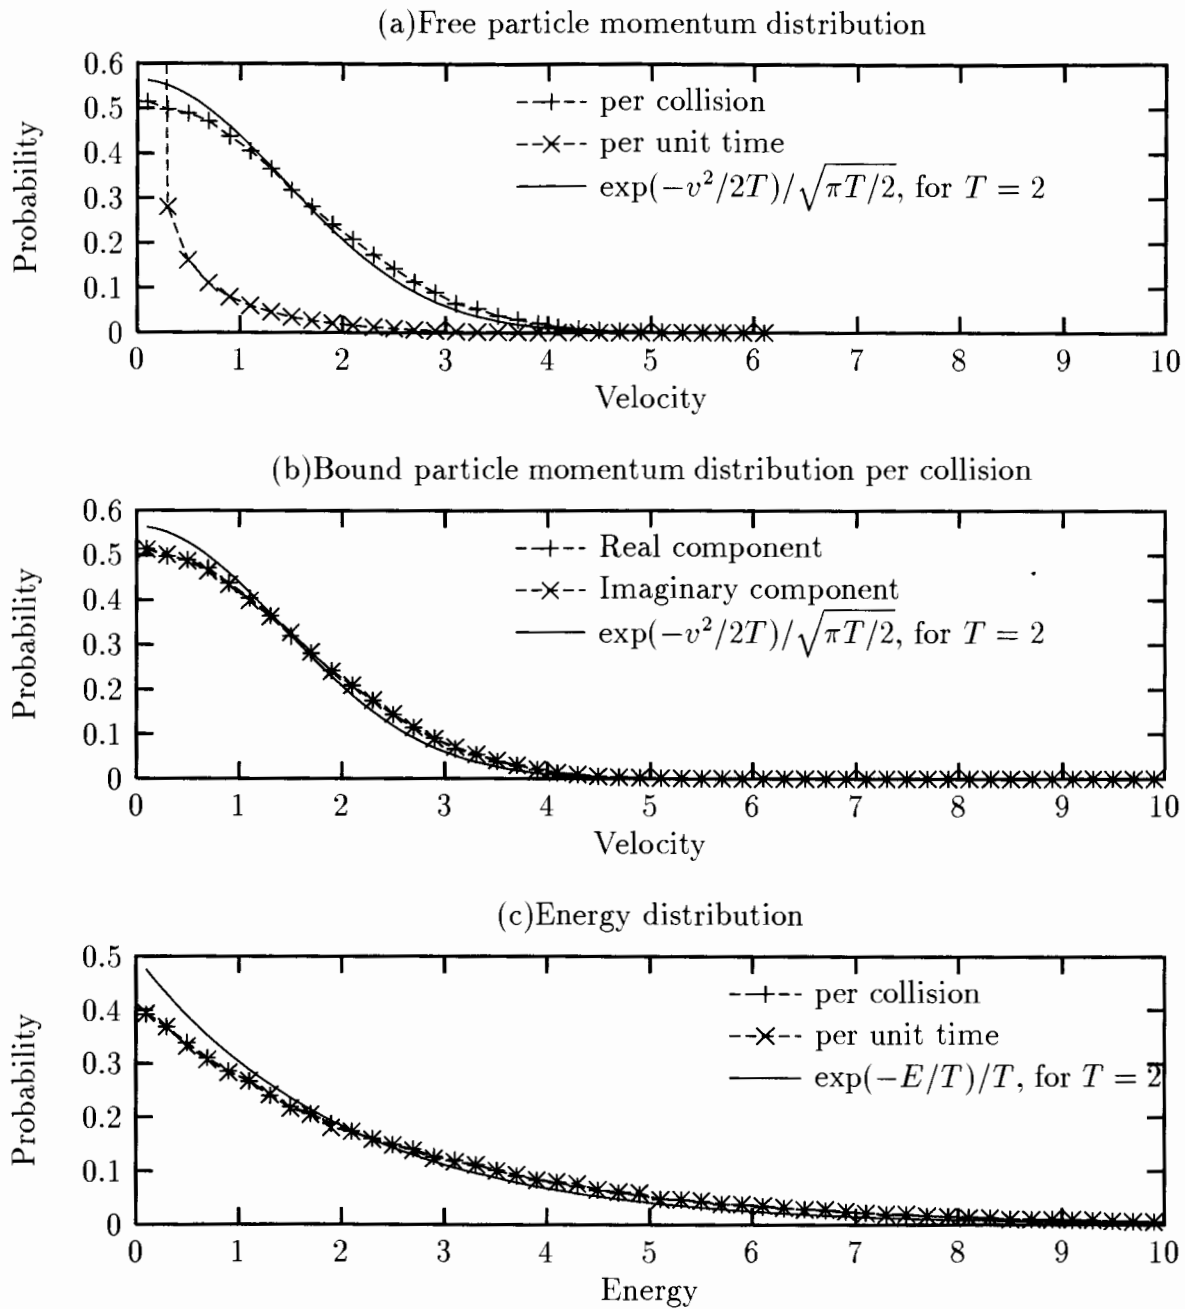 (a)Free particle momentum distribution
Probability
0.6
0.5
0.4
0.3
0.2
0.1
0
per collision
per unit time
exp(−v²/2T)/√πT/2, for T = 2
0 1 2 3 4 5 6 7 8 9 10
Velocity
(b)Bound particle momentum distribution per collision
Probability
0.6
0.5
0.4
0.3
0.2
0.1
0
Real component
Imaginary component
exp(−v²/2T)/√πT/2, for T = 2
0 1 2 3 4 5 6 7 8 9 10
Velocity
(c)Energy distribution
Probability
0.5
0.4
0.3
0.2
0.1
0
per collision
per unit time
exp(−E/T)/T, for T = 2
0 1 2 3 4 5 6 7 8 9 10
Energy